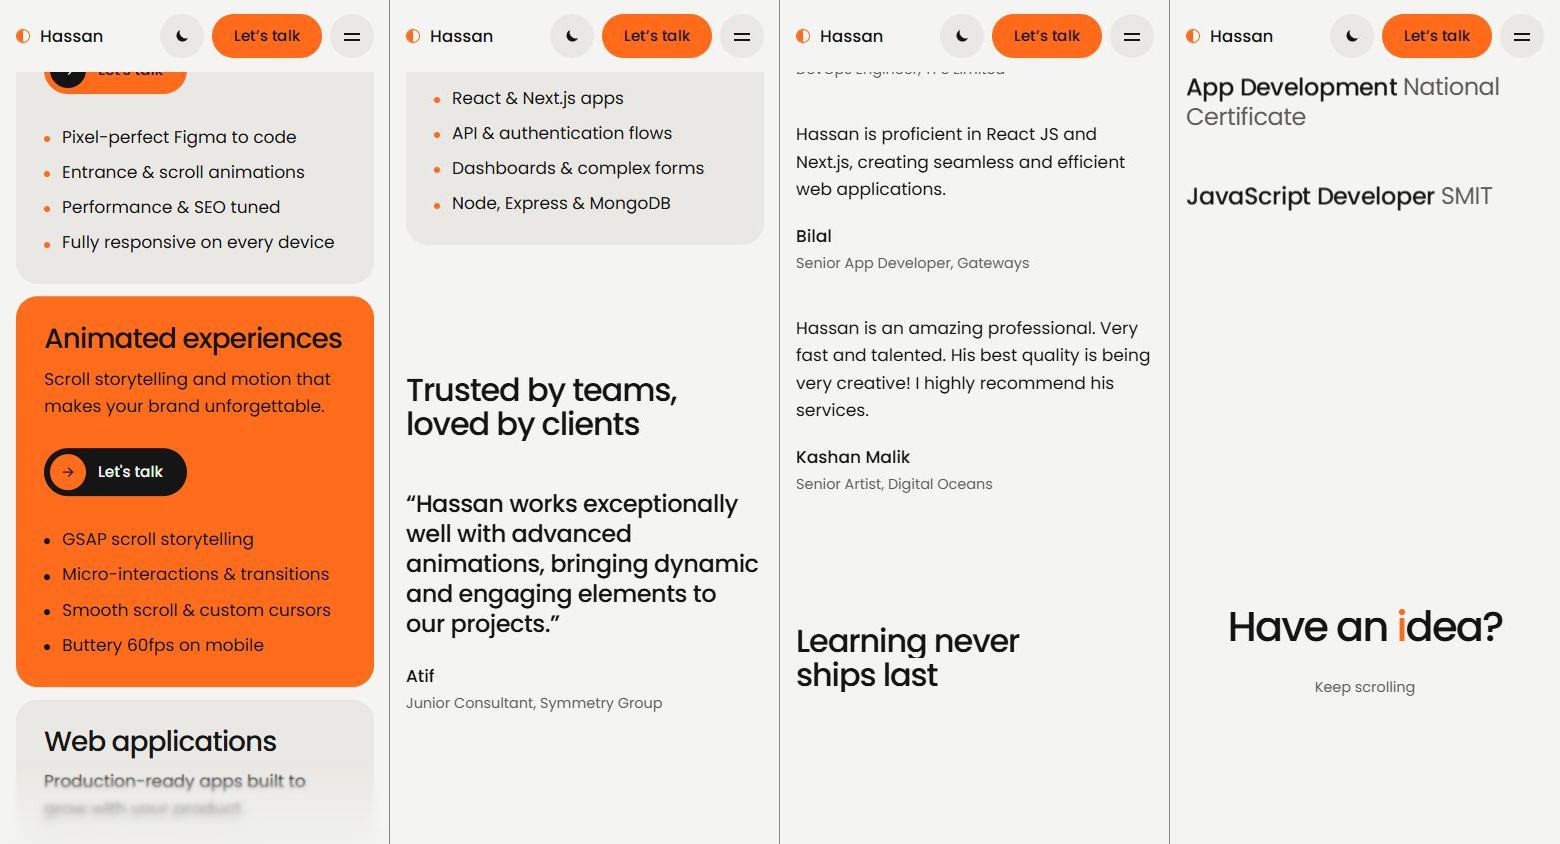 Hassan
Let's talk
Let's talk
Pixel-perfect Figma to code
Entrance & scroll animations
Performance & SEO tuned
Fully responsive on every device
Animated experiences
Scroll storytelling and motion that
makes your brand unforgettable.
Let's talk
GSAP scroll storytelling
Micro-interactions & transitions
Smooth scroll & custom cursors
Buttery 60fps on mobile
Web applications
Production-ready apps built to
grow with your product.
Hassan
Let's talk
React & Next.js apps
API & authentication flows
Dashboards & complex forms
Node, Express & MongoDB
Trusted by teams,
loved by clients
“Hassan works exceptionally
well with advanced
animations, bringing dynamic
and engaging elements to
our projects.”
Atif
Junior Consultant, Symmetry Group
Hassan
Let's talk
DevOps Engineer,
Hassan is proficient in React JS and
Next.js, creating seamless and efficient
web applications.
Bilal
Senior App Developer, Gateways
Hassan is an amazing professional. Very
fast and talented. His best quality is being
very creative! I highly recommend his
services.
Kashan Malik
Senior Artist, Digital Oceans
Learning never
ships last
Hassan
Let's talk
App Development National
Certificate
JavaScript Developer SMIT
Have an idea?
Keep scrolling